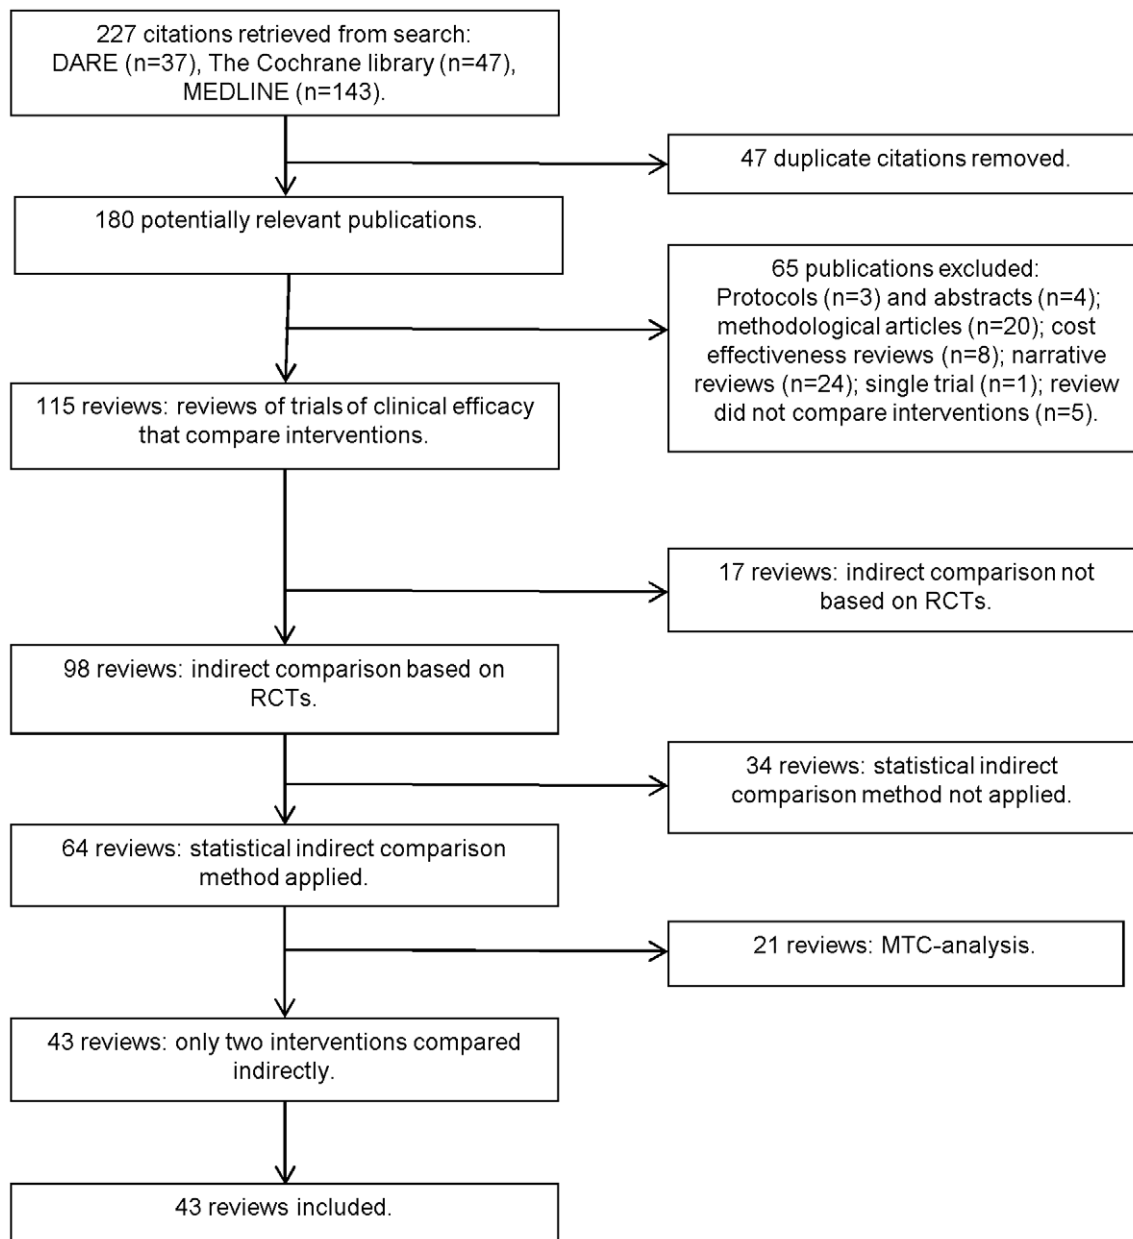 227 citations retrieved from search:
DARE (n=37), The Cochrane library (n=47),
MEDLINE (n=143).
47 duplicate citations removed.
180 potentially relevant publications.
65 publications excluded:
Protocols (n=3) and abstracts (n=4);
methodological articles (n=20); cost
effectiveness reviews (n=8); narrative
reviews (n=24); single trial (n=1); review
did not compare interventions (n=5).
115 reviews: reviews of trials of clinical efficacy
that compare interventions.
17 reviews: indirect comparison not
based on RCTs.
98 reviews: indirect comparison based on
RCTs.
34 reviews: statistical indirect
comparison method not applied.
64 reviews: statistical indirect comparison
method applied.
21 reviews: MTC-analysis.
43 reviews: only two interventions compared
indirectly.
43 reviews included.